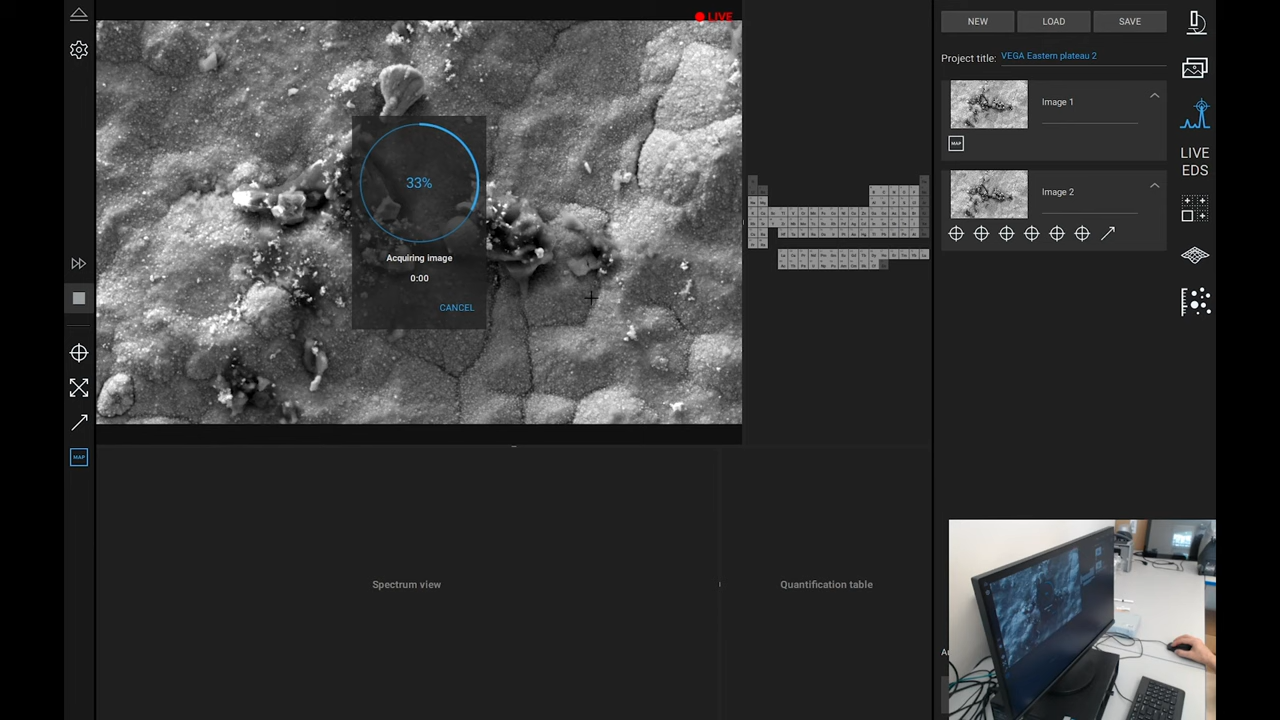 LIVE
NEW
LOAD
SAVE
Project title: VEGA Eastern plateau 2
Image 1
MAP
Image 2
LIVE
EDS
33%
Acquiring image
0:00
CANCEL
MAP
Spectrum view
Quantification table